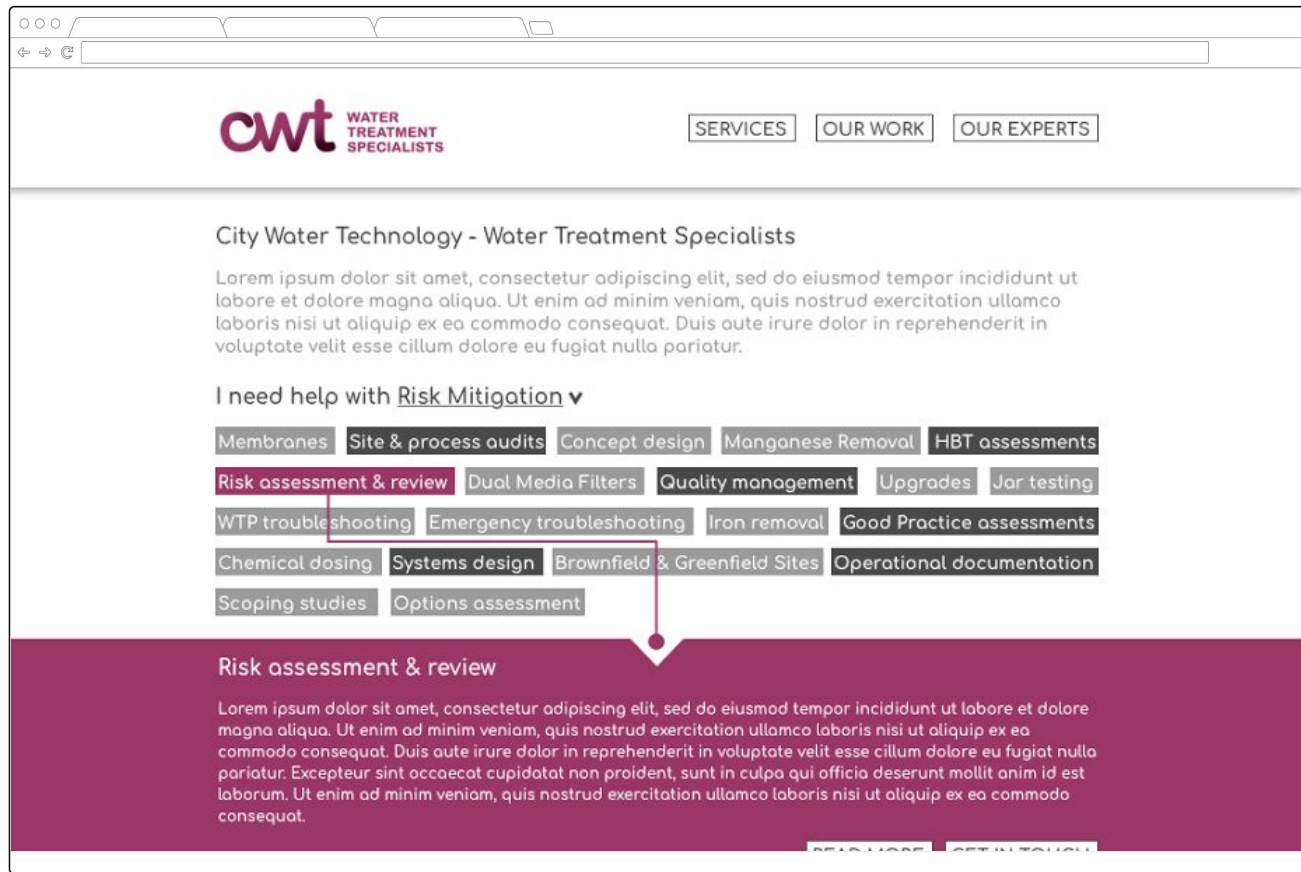 cwt WATER
TREATMENT
SPECIALISTS
SERVICES OUR WORK OUR EXPERTS
City Water Technology - Water Treatment Specialists
Lorem ipsum dolor sit amet, consectetur adipiscing elit, sed do eiusmod tempor incididunt ut
labore et dolore magna aliqua. Ut enim ad minim veniam, quis nostrud exercitation ullamco
laboris nisi ut aliquip ex ea commodo consequat. Duis aute irure dolor in reprehenderit in
voluptate velit esse cillum dolore eu fugiat nulla pariatur.
I need help with Risk Mitigation
Membranes Site & process audits Concept design Manganese Removal HBT assessments
Risk assessment & review Dual Media Filters Quality management Upgrades Jar testing
WTP troubleshooting Emergency troubleshooting Iron removal Good Practice assessments
Chemical dosing Systems design Brownfield & Greenfield Sites Operational documentation
Scoping studies Options assessment
Risk assessment & review
Lorem ipsum dolor sit amet, consectetur adipiscing elit, sed do eiusmod tempor incididunt ut labore et dolore
magna aliqua. Ut enim ad minim veniam, quis nostrud exercitation ullamco laboris nisi ut aliquip ex ea
commodo consequat. Duis aute irure dolor in reprehenderit in voluptate velit esse cillum dolore eu fugiat nulla
pariatur. Excepteur sint occaecat cupidatat non proident, sunt in culpa qui officia deserunt mollit anim id est
laborum. Ut enim ad minim veniam, quis nostrud exercitation ullamco laboris nisi ut aliquip ex ea commodo
consequat.
READ MORE GET IN TOUCH